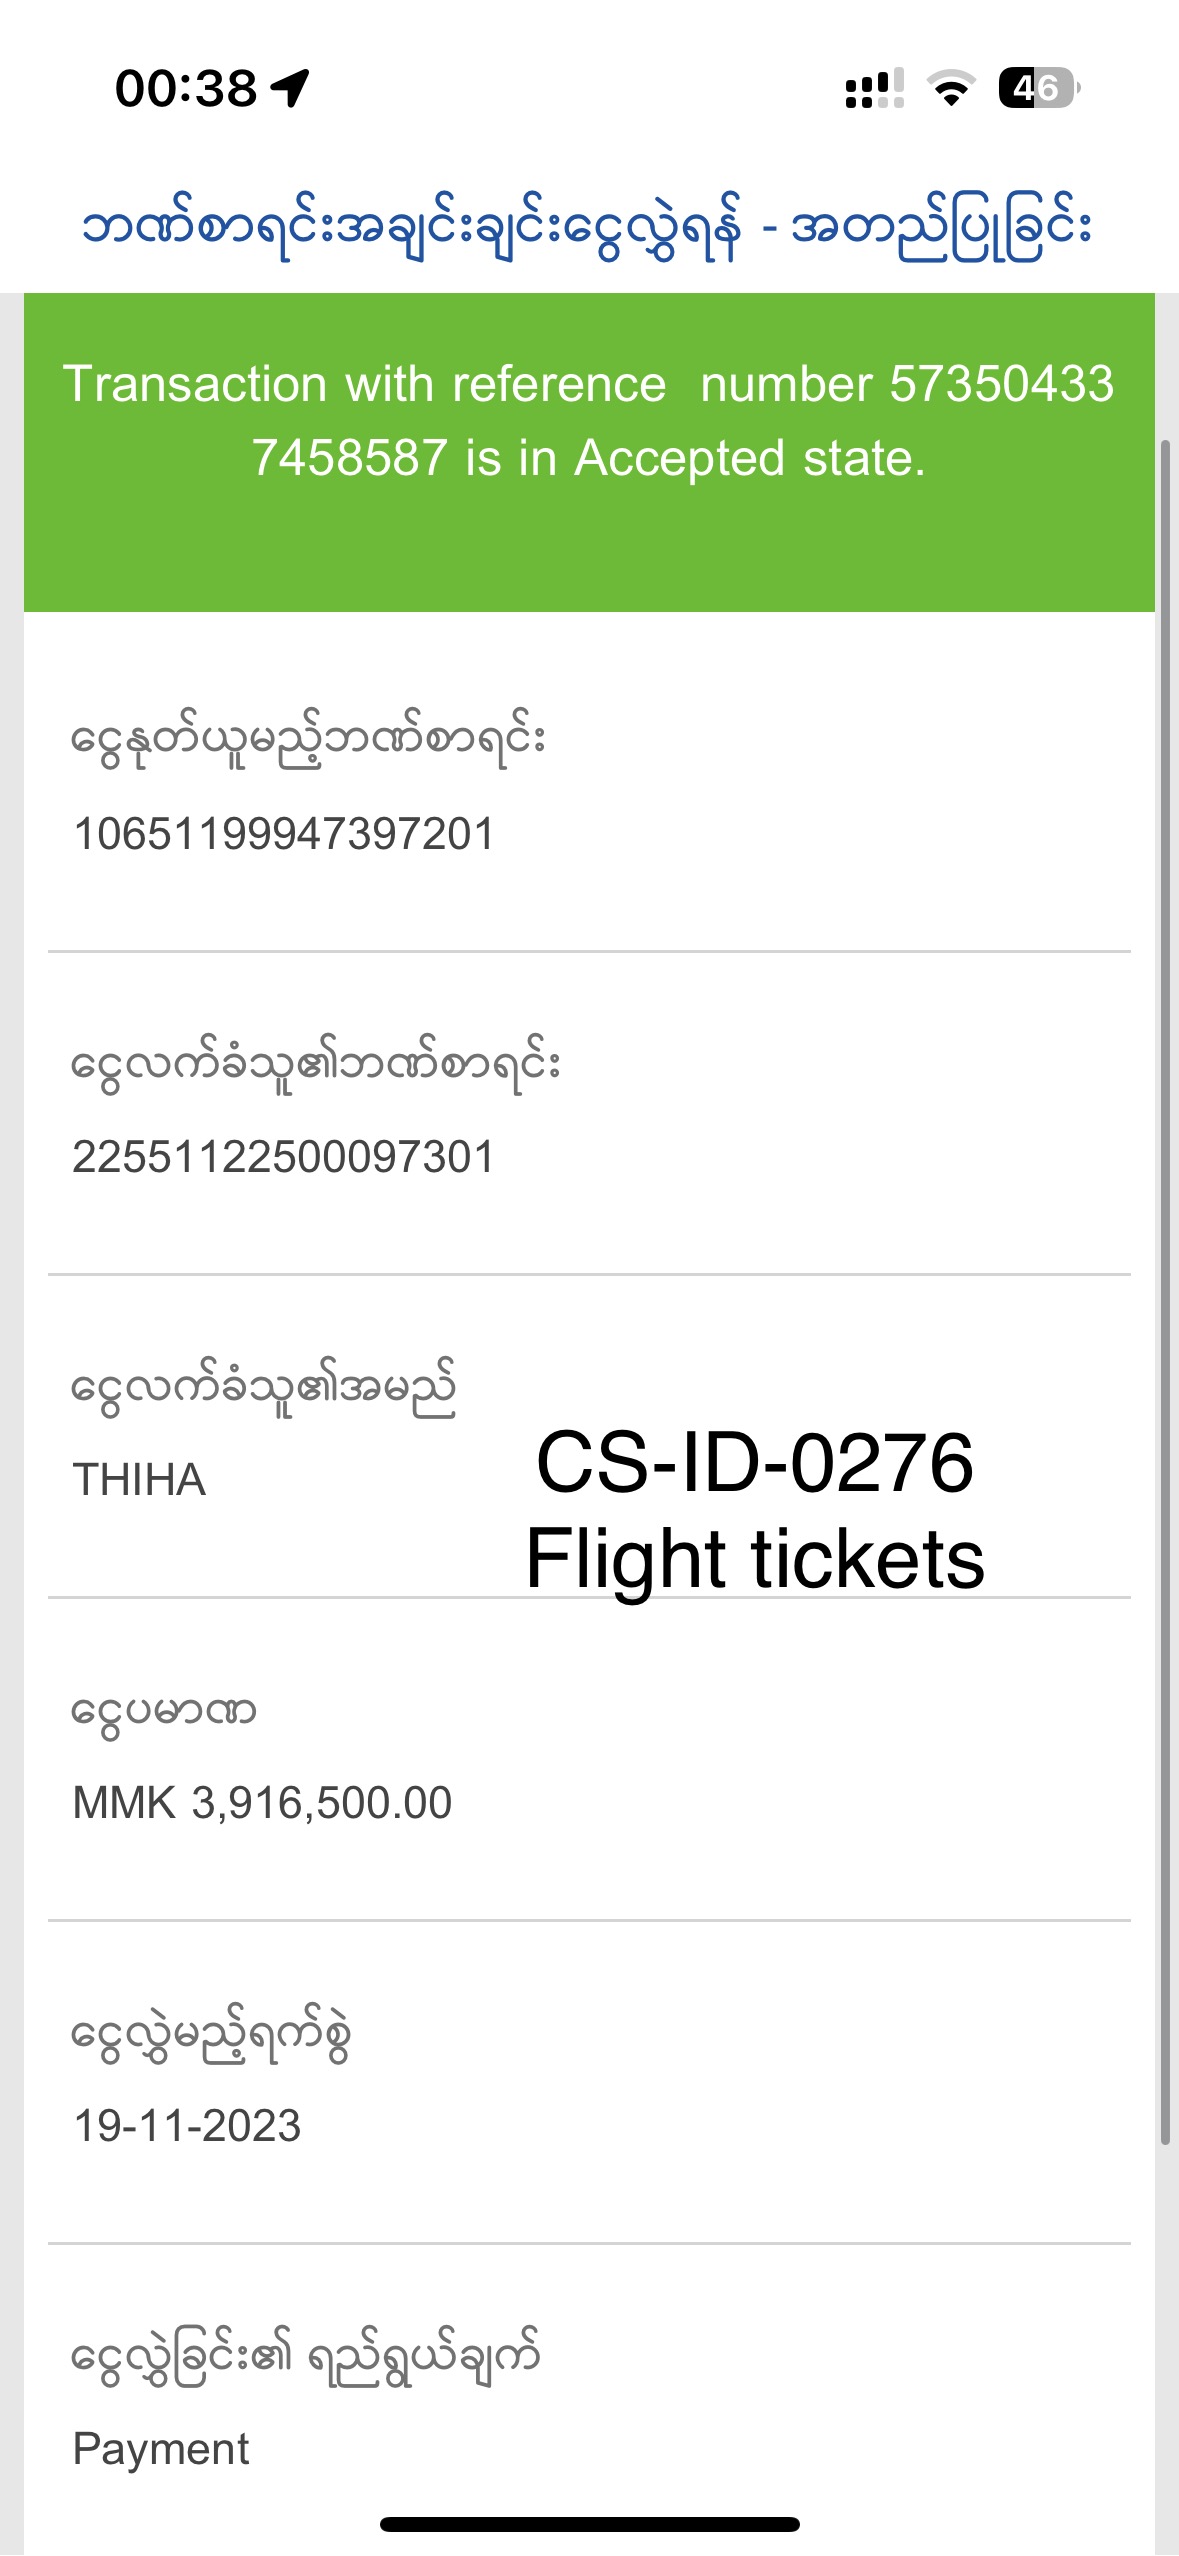 00:38
46
ဘဏ်စာရင်းအချင်းချင်းငွေလွှဲရန် - အတည်ပြုခြင်း
Transaction with reference  number 57350433
7458587 is in Accepted state.
ငွေနုတ်ယူမည့်ဘဏ်စာရင်း
10651199947397201
ငွေလက်ခံသူ၏ဘဏ်စာရင်း
22551122500097301
ငွေလက်ခံသူ၏အမည်
THIHA
CS-ID-0276
Flight tickets
ငွေပမာဏ
MMK 3,916,500.00
ငွေလွှဲမည့်ရက်စွဲ
19-11-2023
ငွေလွှဲခြင်း၏ ရည်ရွယ်ချက်
Payment